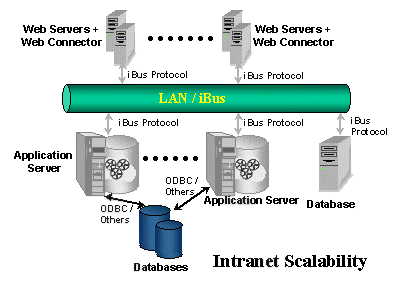 Web Servers +
Web Connector
Web Servers +
Web Connector
iBus Protocol
iBus Protocol
LAN / iBus
iBus Protocol
iBus Protocol
iBus
Protocol
Application
Server
ODBC /
Others
ODBC /
Others
Application Server
Database
Databases
Intranet Scalability